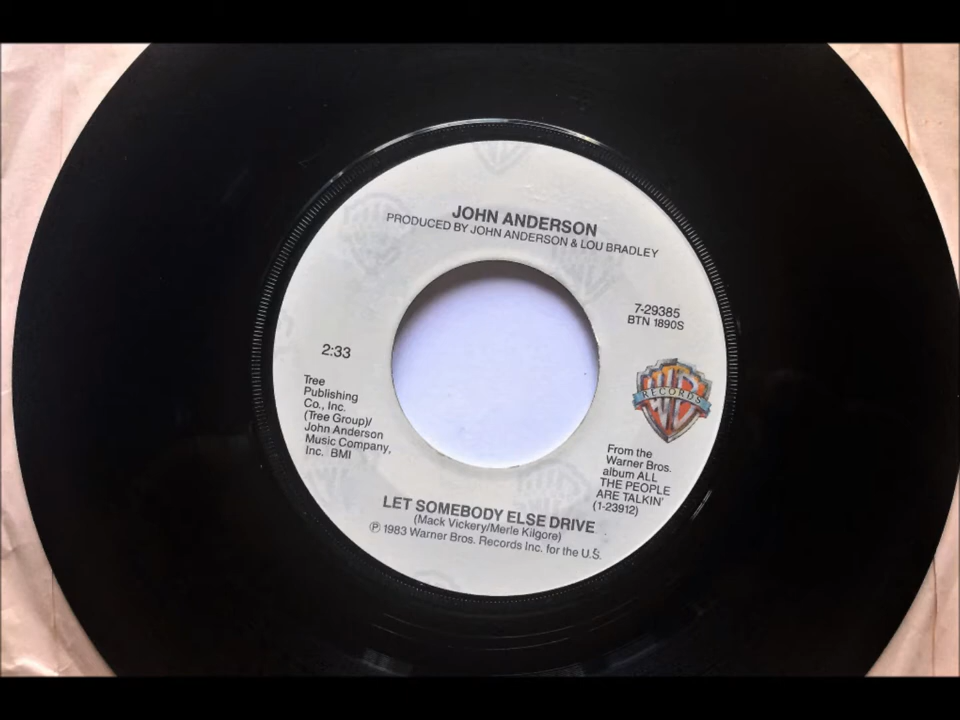 JOHN ANDERSON
PRODUCED BY JOHN ANDERSON & LOU BRADLEY
7-29385
BTN 1890S
2:33
Tree
Publishing
Co., Inc.
(Tree Group)/
John Anderson
Music Company,
Inc. BMI
RECORDS
From the
Warner Bros.
album ALL
THE PEOPLE
ARE TALKIN'
(1-23912)
LET SOMEBODY ELSE DRIVE
(Mack Vickery/Merle Kilgore)
℗ 1983 Warner Bros. Records Inc. for the U.S.